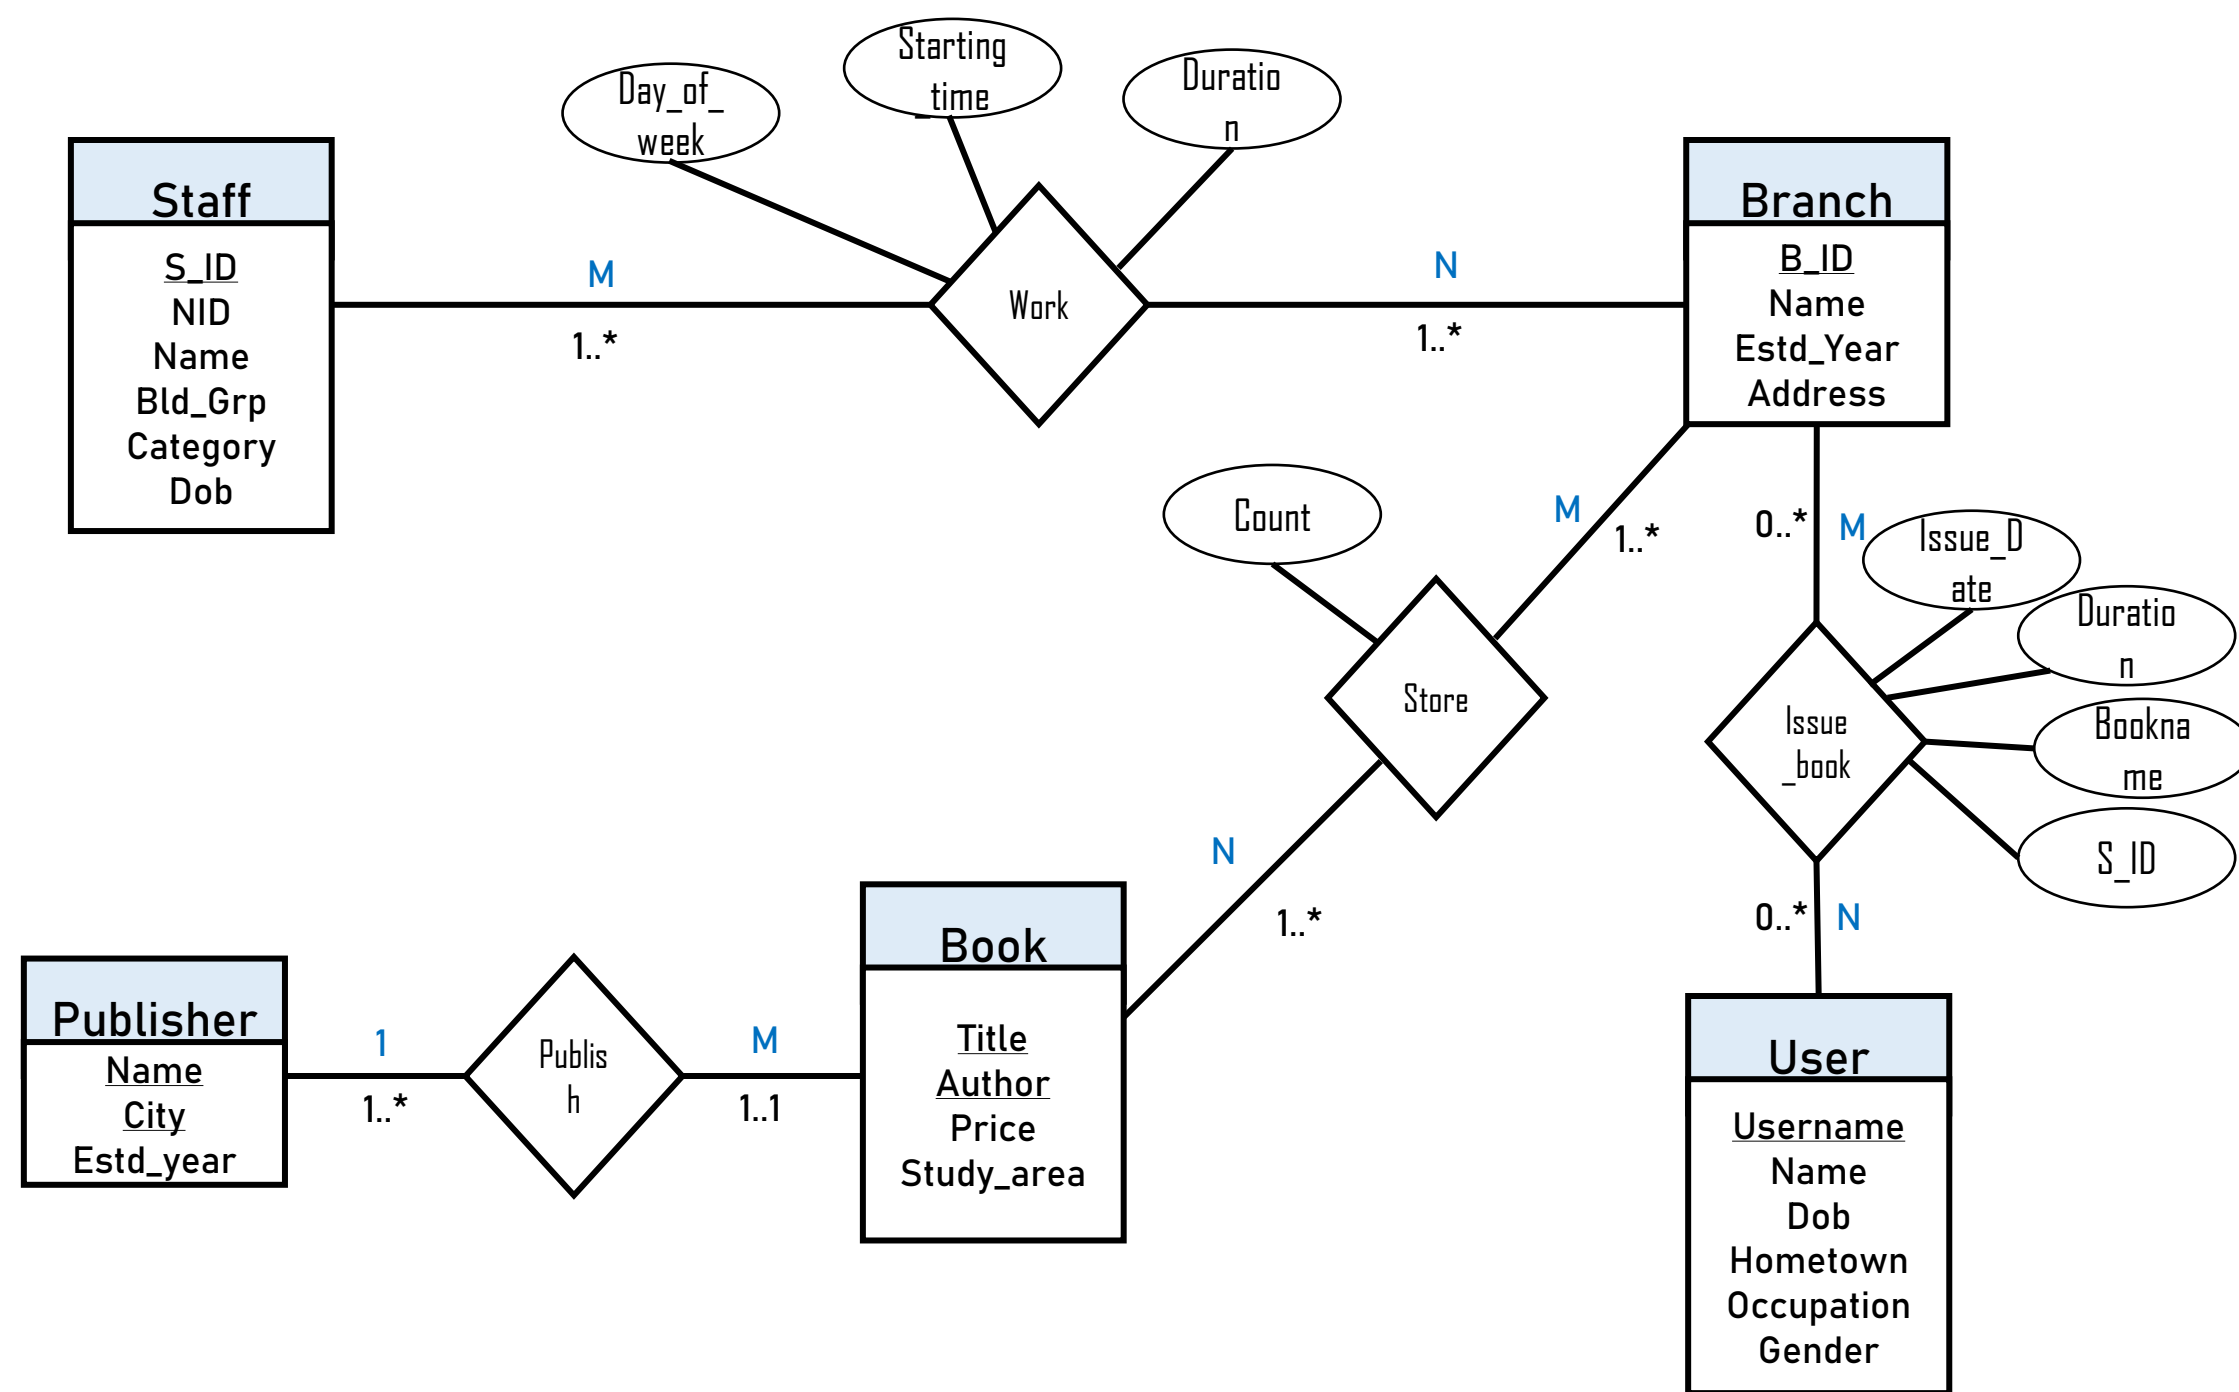 Starting
_time
Day_of_
week
Duratio
n
Staff
S_ID
NID
Name
Bld_Grp
Category
Dob
M
1..*
Work
N
1..*
Branch
B_ID
Name
Estd_Year
Address
Count
M
1..*
0..*
M
Issue_D
ate
Duratio
n
Bookna
me
S_ID
Store
Issue
_book
N
1..*
0..*
N
Publisher
Name
City
Estd_year
1
1..*
Publis
h
M
1..1
Book
Title
Author
Price
Study_area
User
Username
Name
Dob
Hometown
Occupation
Gender